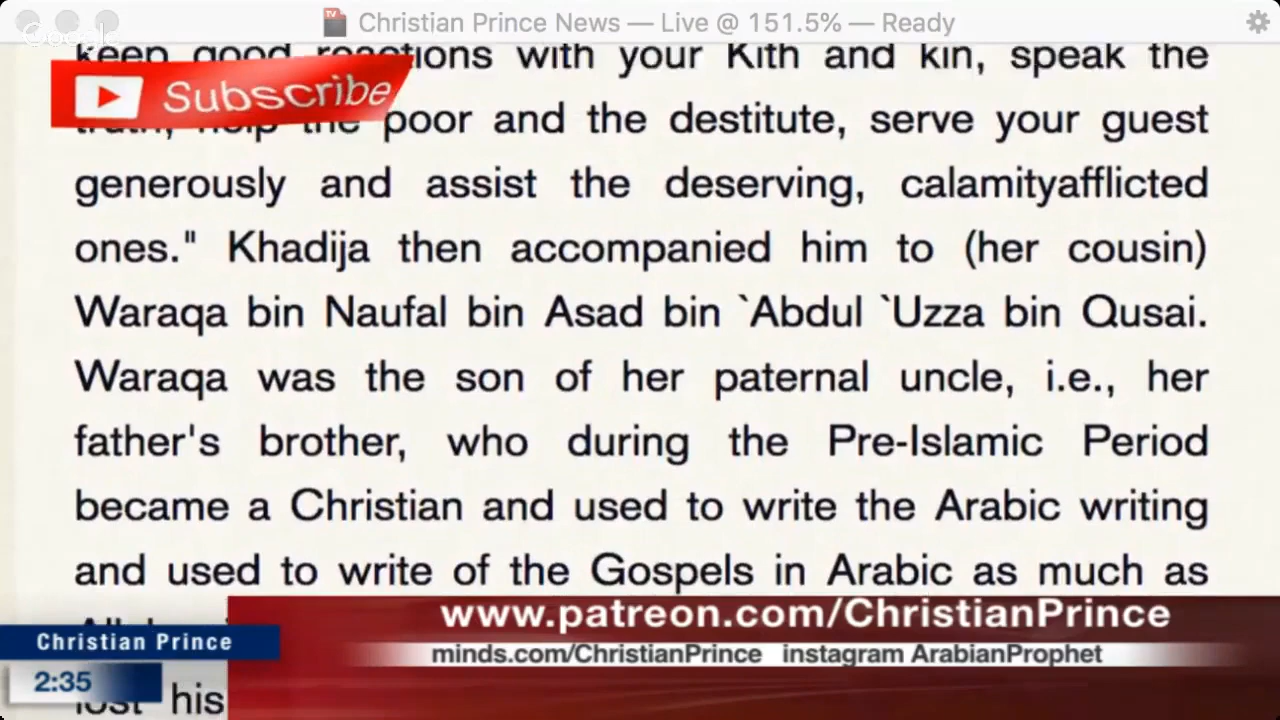 Christian Prince News — Live @ 151.5% — Ready
Google
keep good reactions with your Kith and kin, speak the
Subscribe
truth, help the poor and the destitute, serve your guest
generously and assist the deserving, calamityafflicted
ones." Khadija then accompanied him to (her cousin)
Waraqa bin Naufal bin Asad bin `Abdul `Uzza bin Qusai.
Waraqa was the son of her paternal uncle, i.e., her
father's brother, who during the Pre-Islamic Period
became a Christian and used to write the Arabic writing
and used to write of the Gospels in Arabic as much as
www.patreon.com/ChristianPrince
Christian Prince
minds.com/ChristianPrince instagram ArabianProphet
2:35
lost his